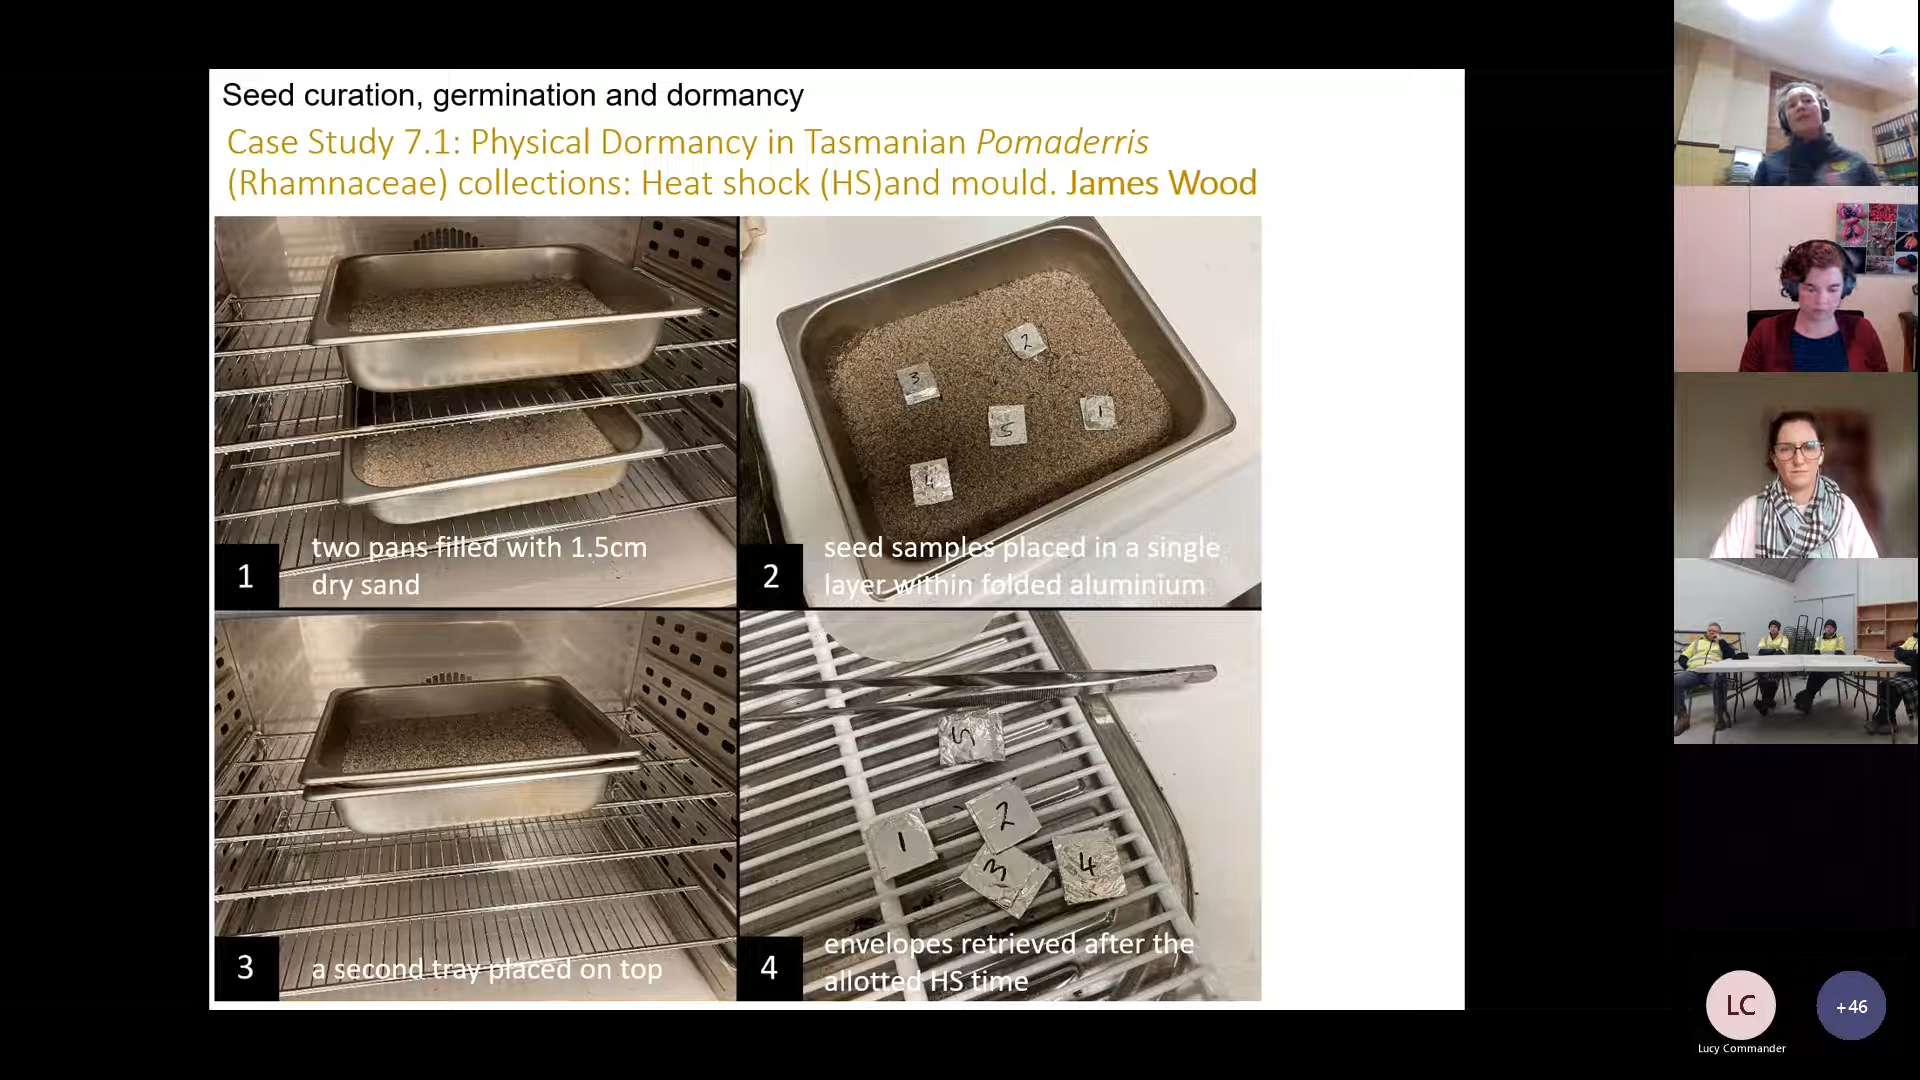 Seed curation, germination and dormancy
Case Study 7.1: Physical Dormancy in Tasmanian Pomaderris
(Rhamnaceae) collections: Heat shock (HS)and mould. James Wood
1
two pans filled with 1.5cm
dry sand
2
3
5
1
4
2
seed samples placed in a single
layer within folded aluminium
3
a second tray placed on top
5
1
2
3
4
4
envelopes retrieved after the
allotted HS time
LC
Lucy Commander
+46